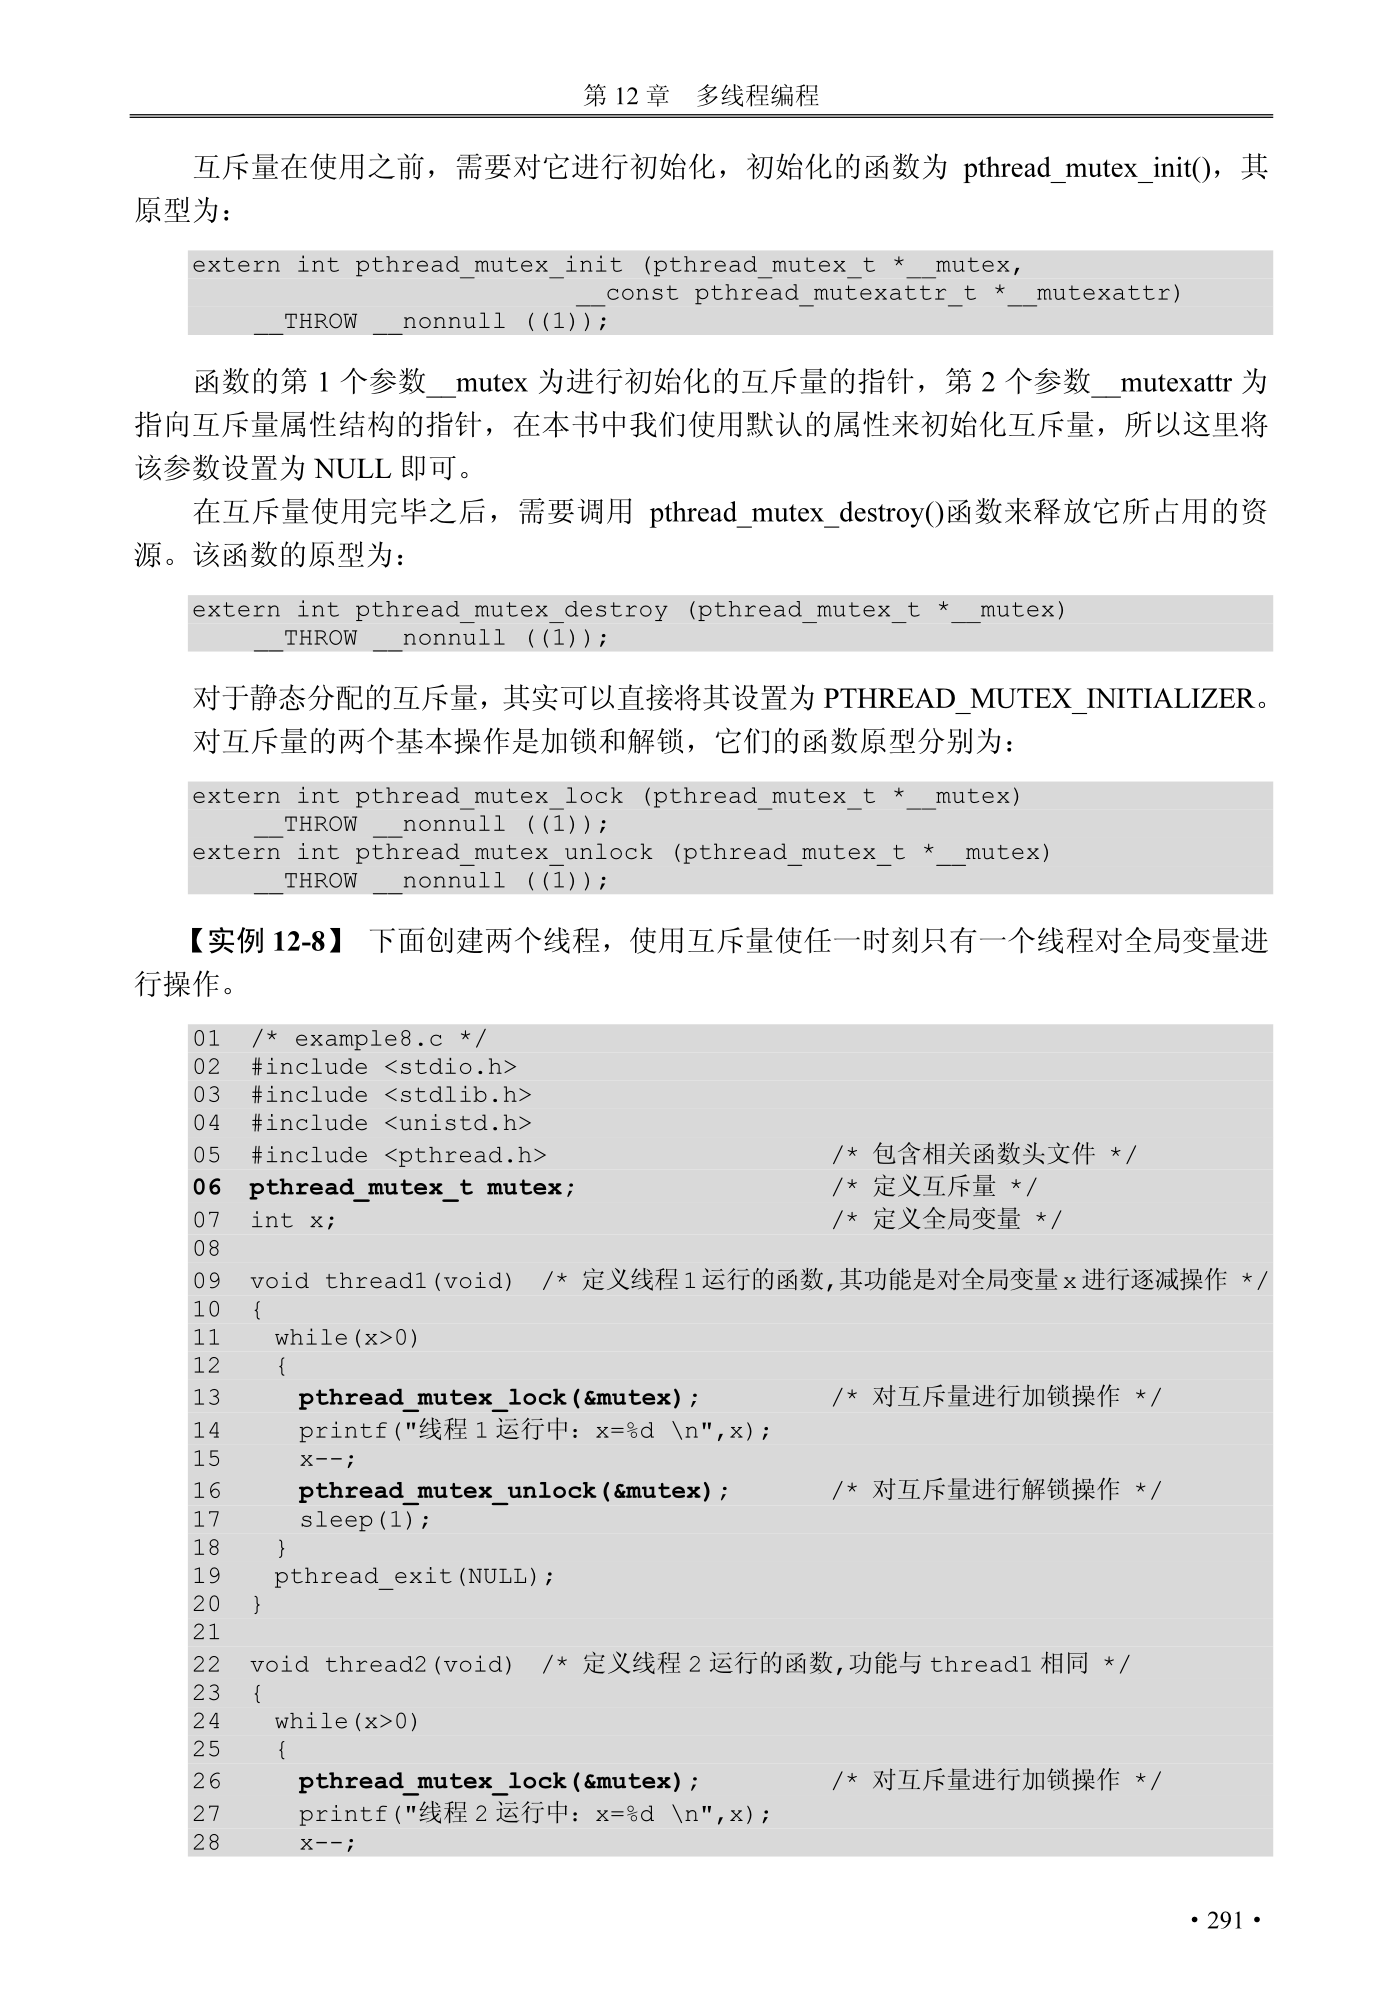 第 12 章　多线程编程
互斥量在使用之前，需要对它进行初始化，初始化的函数为 pthread_mutex_init()，其
原型为：
extern int pthread_mutex_init (pthread_mutex_t *__mutex,
__const pthread_mutexattr_t *__mutexattr)
__THROW __nonnull ((1));
函数的第 1 个参数__mutex 为进行初始化的互斥量的指针，第 2 个参数__mutexattr 为
指向互斥量属性结构的指针，在本书中我们使用默认的属性来初始化互斥量，所以这里将
该参数设置为 NULL 即可。
在互斥量使用完毕之后，需要调用 pthread_mutex_destroy()函数来释放它所占用的资
源。该函数的原型为：
extern int pthread_mutex_destroy (pthread_mutex_t *__mutex)
__THROW __nonnull ((1));
对于静态分配的互斥量，其实可以直接将其设置为 PTHREAD_MUTEX_INITIALIZER。
对互斥量的两个基本操作是加锁和解锁，它们的函数原型分别为：
extern int pthread_mutex_lock (pthread_mutex_t *__mutex)
__THROW __nonnull ((1));
extern int pthread_mutex_unlock (pthread_mutex_t *__mutex)
__THROW __nonnull ((1));
【实例 12-8】 下面创建两个线程，使用互斥量使任一时刻只有一个线程对全局变量进
行操作。
01 /* example8.c */
02 #include <stdio.h>
03 #include <stdlib.h>
04 #include <unistd.h>
05 #include <pthread.h> /* 包含相关函数头文件 */
06 pthread_mutex_t mutex; /* 定义互斥量 */
07 int x; /* 定义全局变量 */
08
09 void thread1(void) /* 定义线程1运行的函数,其功能是对全局变量x进行逐减操作 */
10 {
11 while(x>0)
12 {
13 pthread_mutex_lock(&mutex); /* 对互斥量进行加锁操作 */
14 printf("线程1运行中：x=%d \n",x);
15 x--;
16 pthread_mutex_unlock(&mutex); /* 对互斥量进行解锁操作 */
17 sleep(1);
18 }
19 pthread_exit(NULL);
20 }
21
22 void thread2(void) /* 定义线程2运行的函数,功能与thread1相同 */
23 {
24 while(x>0)
25 {
26 pthread_mutex_lock(&mutex); /* 对互斥量进行加锁操作 */
27 printf("线程2运行中：x=%d \n",x);
28 x--;
• 291 •